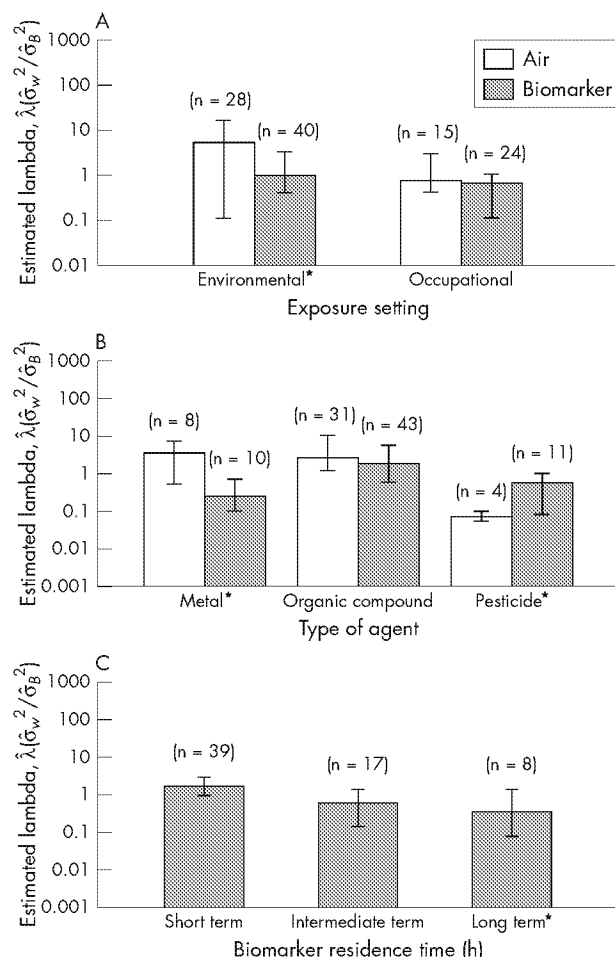 A
Estimated lambda, λ̂(σ̂w²/σ̂B²)
1000
100
10
1
0.1
0.01
Air
Biomarker
(n = 28)
(n = 40)
(n = 15)
(n = 24)
Environmental*
Occupational
Exposure setting
B
Estimated lambda, λ̂(σ̂w²/σ̂B²)
1000
100
10
1
0.1
0.01
0.001
(n = 8)
(n = 10)
(n = 31)
(n = 43)
(n = 4)
(n = 11)
Metal*
Organic compound
Pesticide*
Type of agent
C
Estimated lambda, λ̂(σ̂w²/σ̂B²)
1000
100
10
1
0.1
0.01
0.001
(n = 39)
(n = 17)
(n = 8)
Short term
Intermediate term
Long term*
Biomarker residence time (h)